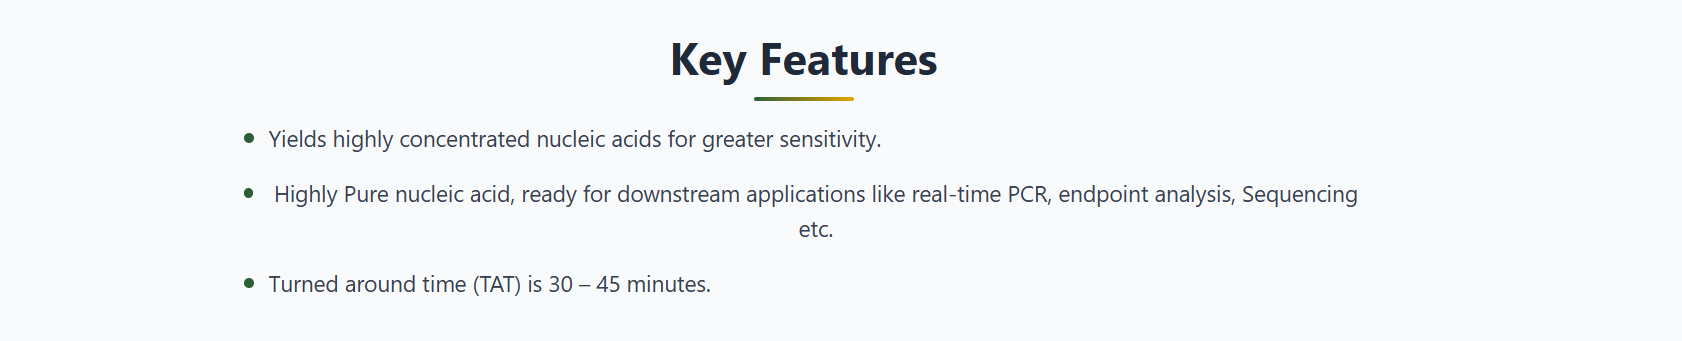 Key Features
Yields highly concentrated nucleic acids for greater sensitivity.
Highly Pure nucleic acid, ready for downstream applications like real-time PCR, endpoint analysis, Sequencing
etc.
Turned around time (TAT) is 30 – 45 minutes.